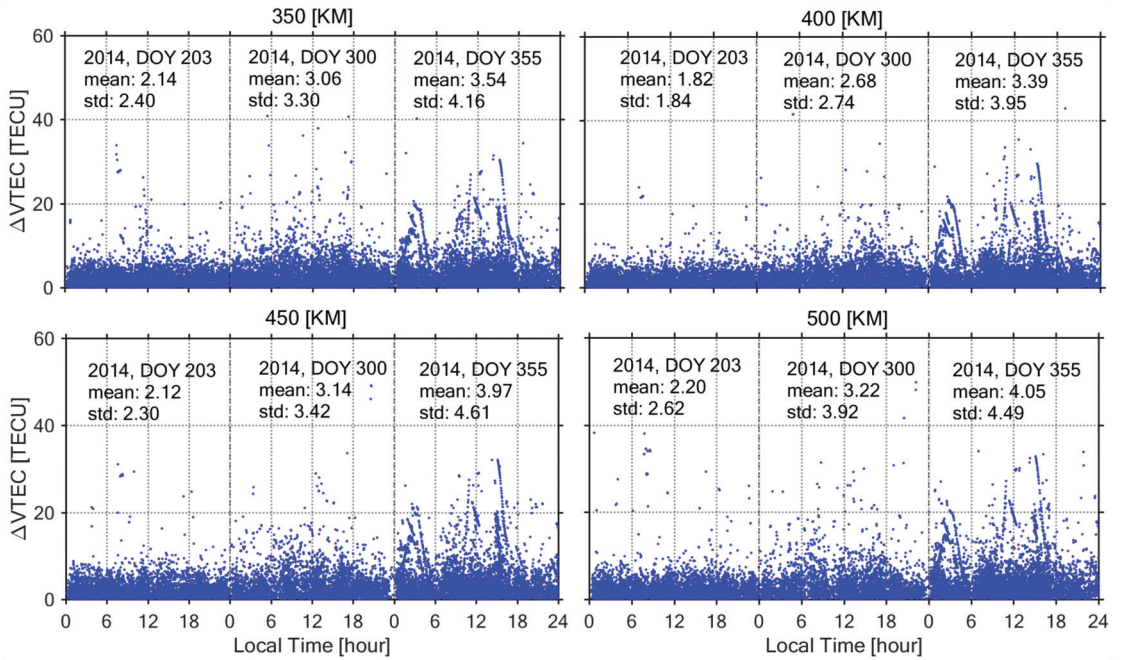 350 [KM]
400 [KM]
60
40
20
0
ΔVTEC [TECU]
2014, DOY 203
mean: 2.14
std: 2.40
2014, DOY 300
mean: 3.06
std: 3.30
2014, DOY 355
mean: 3.54
std: 4.16
2014, DOY 203
mean: 1.82
std: 1.84
2014, DOY 300
mean: 2.68
std: 2.74
2014, DOY 355
mean: 3.39
std: 3.95
450 [KM]
500 [KM]
60
40
20
0
ΔVTEC [TECU]
2014, DOY 203
mean: 2.12
std: 2.30
2014, DOY 300
mean: 3.14
std: 3.42
2014, DOY 355
mean: 3.97
std: 4.61
2014, DOY 203
mean: 2.20
std: 2.62
2014, DOY 300
mean: 3.22
std: 3.92
2014, DOY 355
mean: 4.05
std: 4.49
0 6 12 18 0 6 12 18 0 6 12 18 24
0 6 12 18 0 6 12 18 0 6 12 18 24
Local Time [hour]
Local Time [hour]